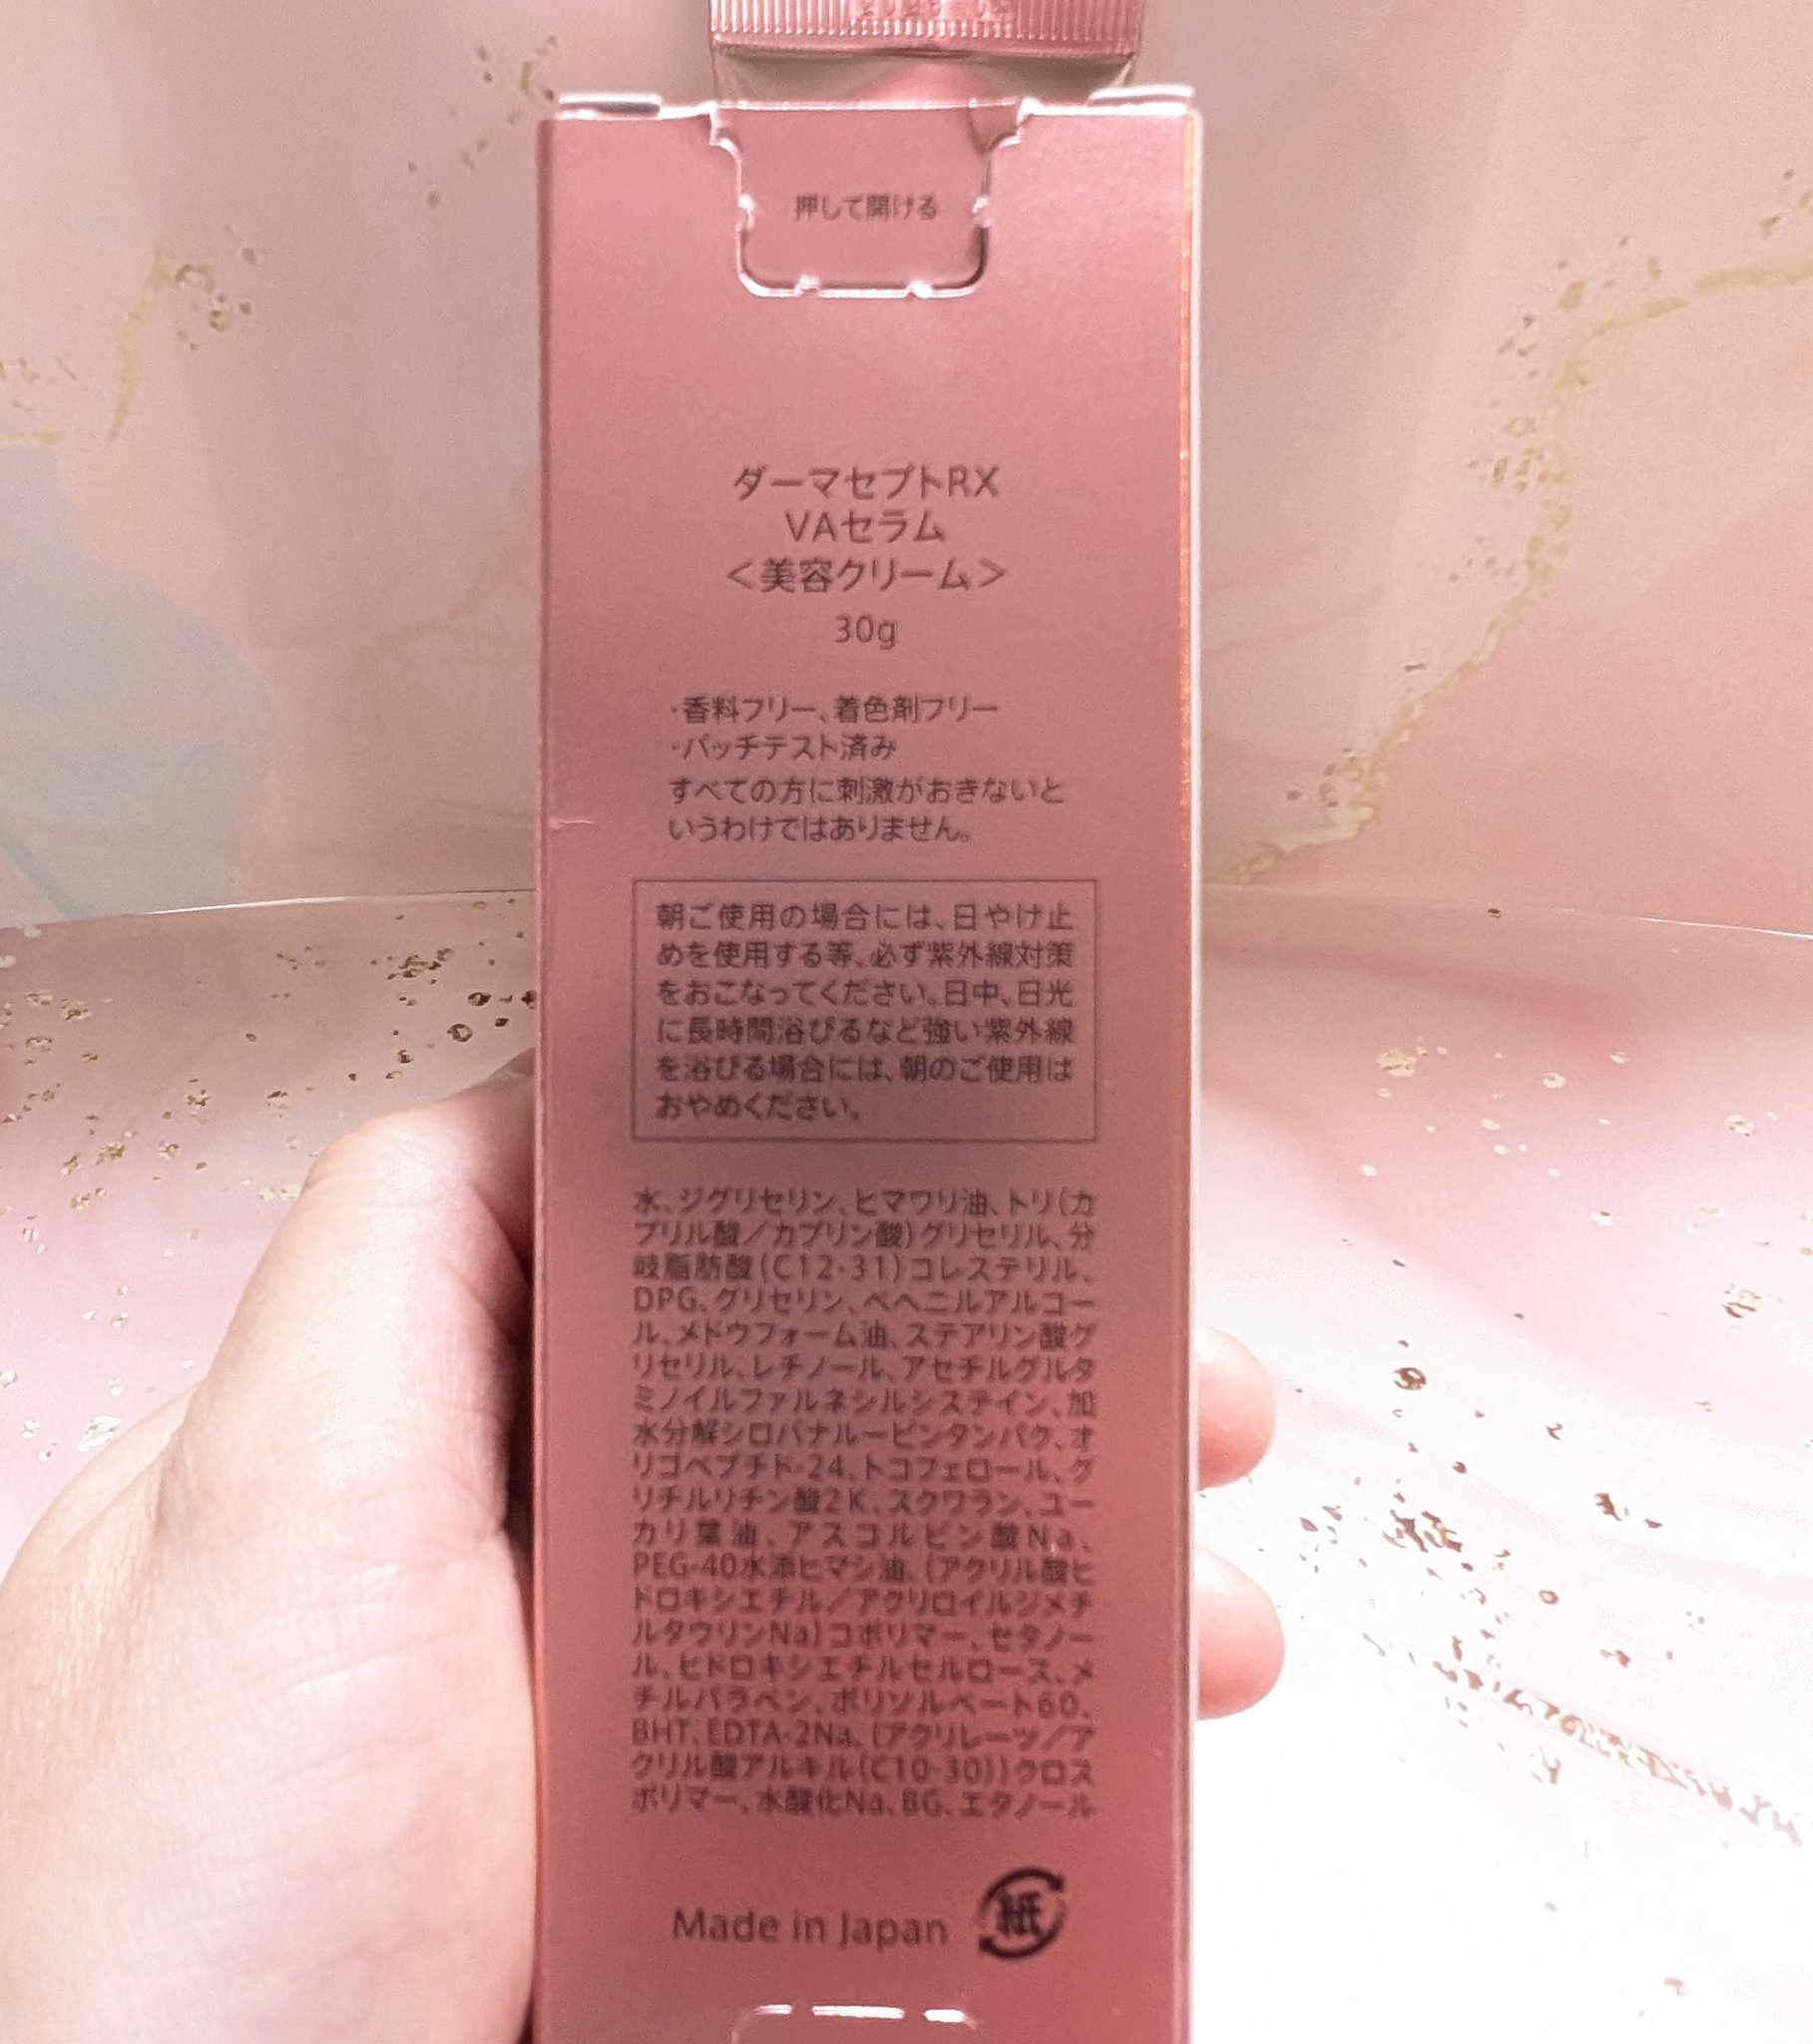 押して開ける
ダーマセプトRX
VAセラム
＜美容クリーム＞
30g
・香料フリー、着色剤フリー
・パッチテスト済み
すべての方に刺激がおきないと
いうわけではありません。
朝ご使用の場合には、日やけ止
めを使用する等、必ず紫外線対策
をおこなってください。日中、日光
に長時間浴びるなど強い紫外線
を浴びる場合には、朝のご使用は
おやめください。
水、ジグリセリン、ヒマワリ油、トリ(カ
プリル酸／カプリン酸)グリセリル、分
岐脂肪酸(C12-31)コレステリル、
DPG、グリセリン、ベヘニルアルコー
ル、メドウフォーム油、ステアリン酸グ
リセリル、レチノール、アセチルグルタ
ミノイルファルネシルシステイン、加
水分解シロバナルーピンタンパク、オ
リゴペプチド-24、トコフェロール、グ
リチルリチン酸2K、スクワラン、ユー
カリ葉油、アスコルビン酸Na、
PEG-40水添ヒマシ油、(アクリル酸ヒ
ドロキシエチル／アクリロイルジメチ
ルタウリンNa)コポリマー、セタノー
ル、ヒドロキシエチルセルロース、メ
チルパラベン、ポリソルベート60、
BHT、EDTA-2Na、(アクリレーツ／ア
クリル酸アルキル(C10-30))クロス
ポリマー、水酸化Na、BG、エタノール
Made in Japan 紙